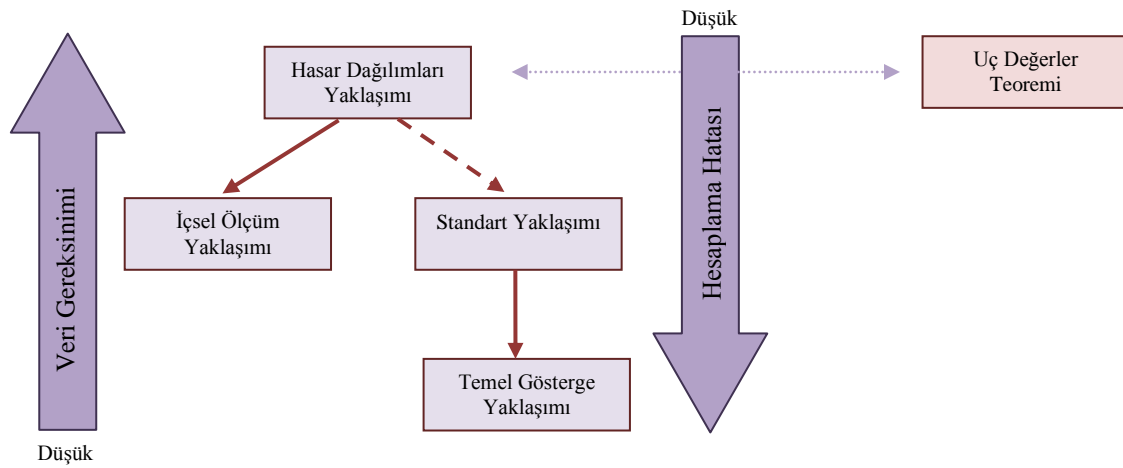 Düşük
Hasar Dağılımları
Yaklaşımı
Uç Değerler
Teoremi
Veri Gereksinimi
Hesaplama Hatası
İçsel Ölçüm
Yaklaşımı
Standart Yaklaşımı
Temel Gösterge
Yaklaşımı
Düşük